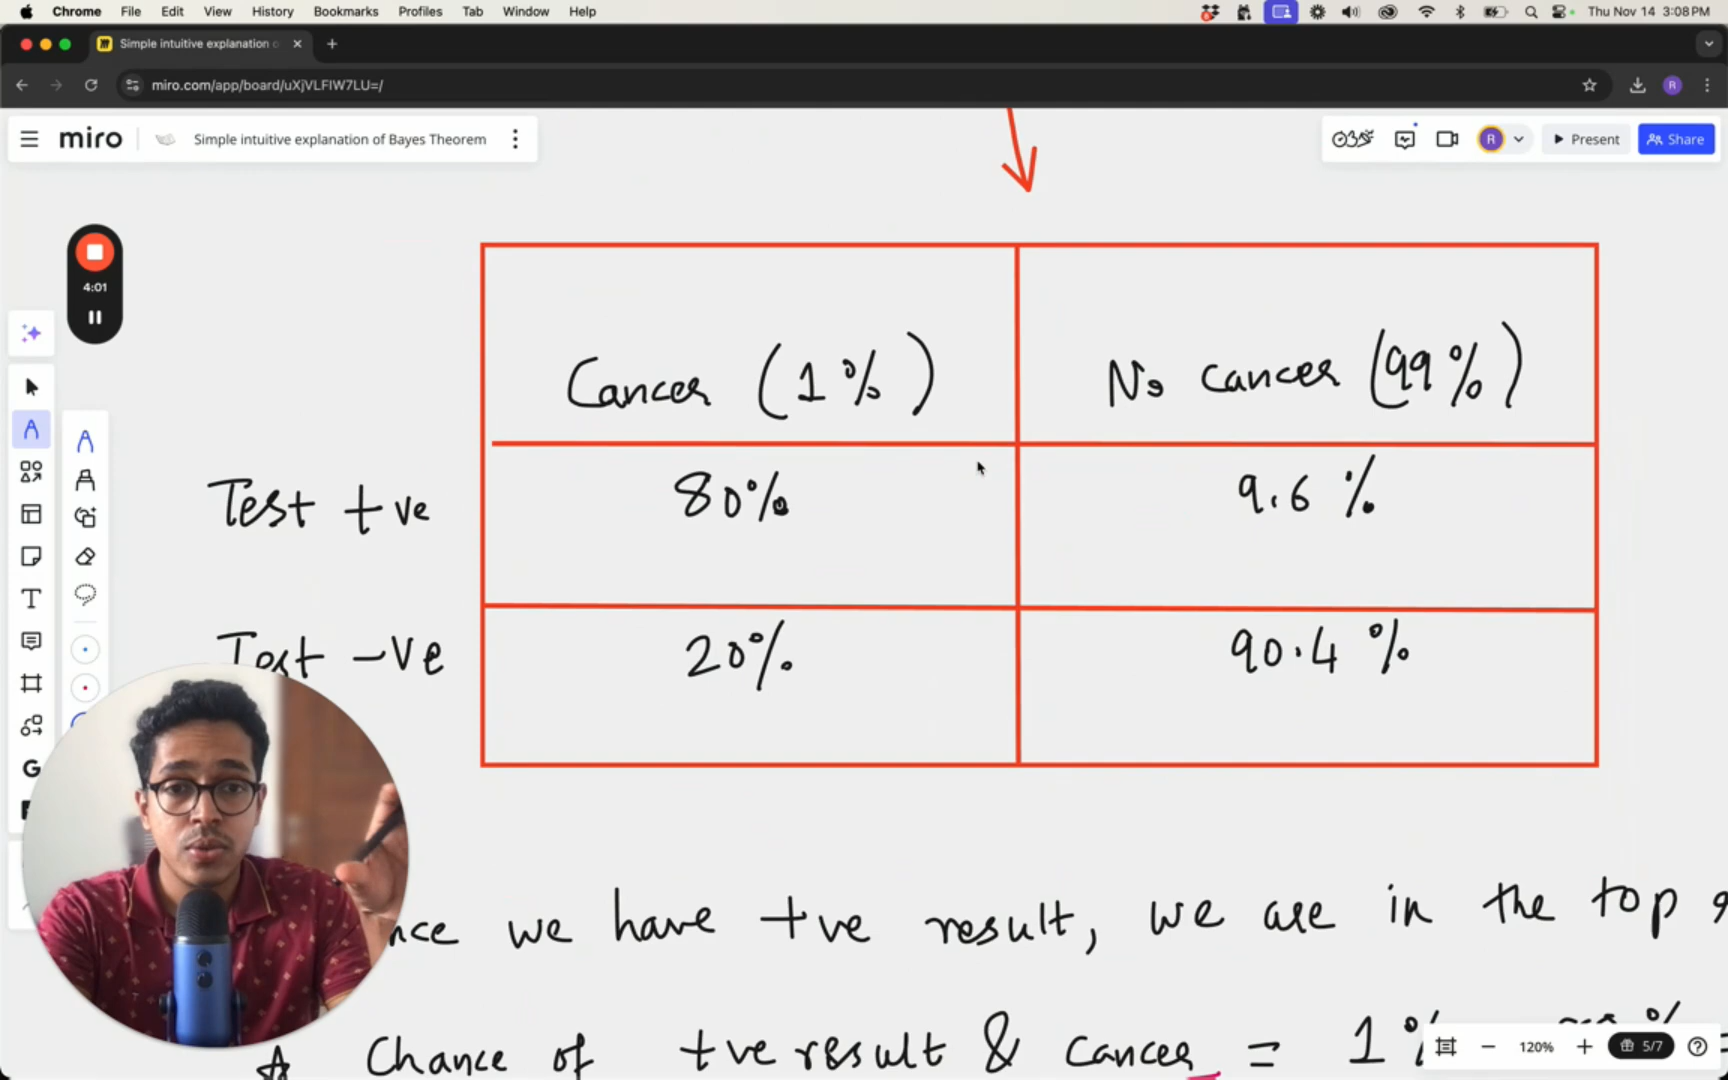 Chrome File Edit View History Bookmarks Profiles Tab Window Help Thu Nov 14 3:08 PM
Simple intuitive explanation o
miro.com/app/board/uXjVLFIW7LU=/ R
miro Simple intuitive explanation of Bayes Theorem R Present Share
4:01
Cancer (1%) No cancer (99%)
Test +ve 80% 9.6 %
Test -ve 20% 90.4 %
T
G
nce we have +ve result, we are in the top
Chance of +ve result & cancer = 1%
120% 5/7